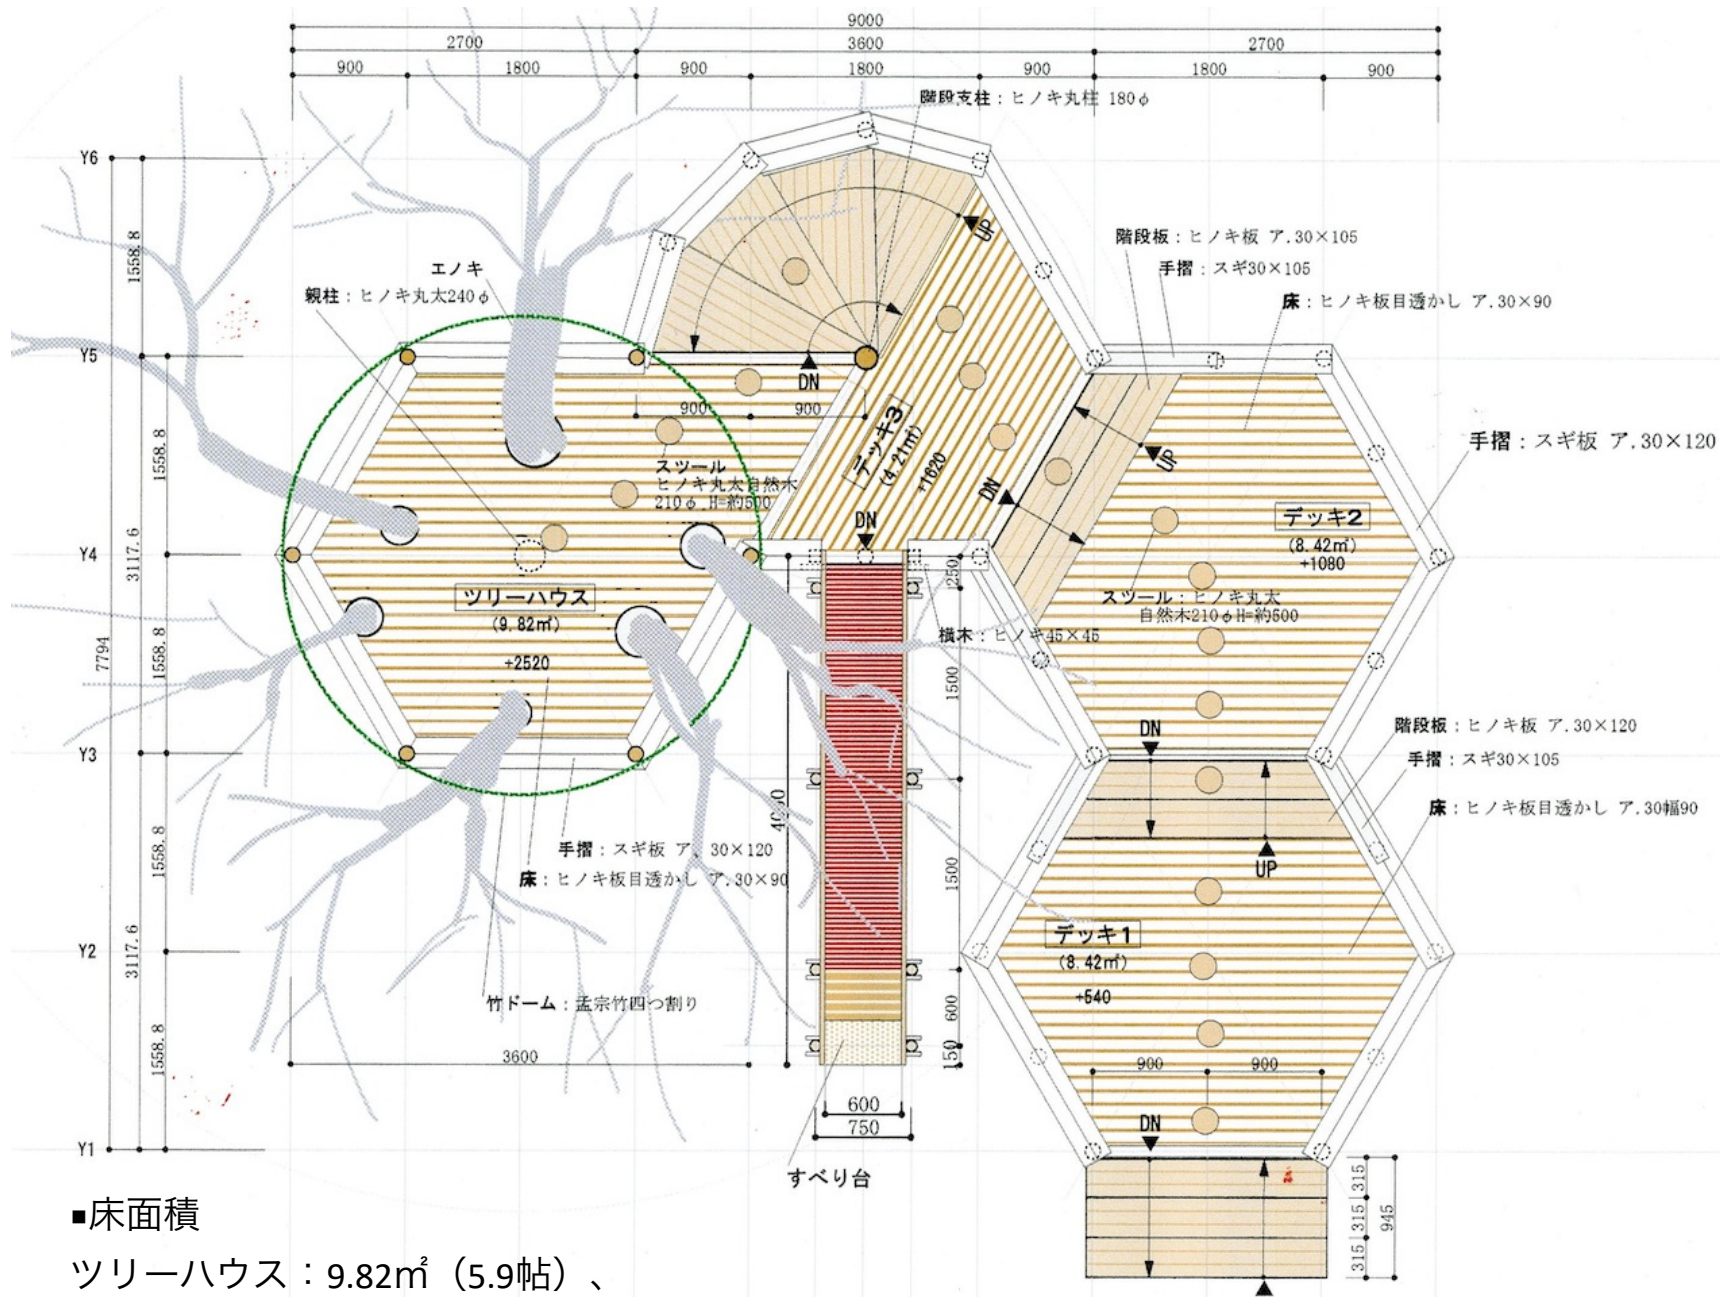 9000
2700
3600
2700
900
1800
900
1800
900
1800
900
階段支柱：ヒノキ丸柱 180φ
Y6
1558.8
UP
階段板：ヒノキ板 ア.30×105
手摺：スギ30×105
エノキ
親柱：ヒノキ丸太240φ
床：ヒノキ板目透かし ア.30×90
Y5
DN
900
900
デッキ3
(4.21㎡)
+1620
手摺：スギ板 ア.30×120
UP
1558.8
スツール
ヒノキ丸太自然木
210φ H=約500
DN
DN
デッキ2
(8.42㎡)
+1080
Y4
3117.6
250
ツリーハウス
(9.82㎡)
スツール：ヒノキ丸太
自然木210φH=約500
横木：ヒノキ45×45
7794
1558.8
+2520
1500
DN
階段板：ヒノキ板 ア.30×120
Y3
手摺：スギ30×105
4000
床：ヒノキ板目透かし ア.30幅90
手摺：スギ板 ア.30×120
1558.8
床：ヒノキ板目透かし ア.30×90
1500
UP
デッキ1
(8.42㎡)
Y2
3117.6
+540
竹ドーム：孟宗竹四つ割り
600
1558.8
3600
150
900
900
600
750
DN
Y1
すべり台
315
315
315
945
■床面積
ツリーハウス：9.82㎡（5.9帖）、